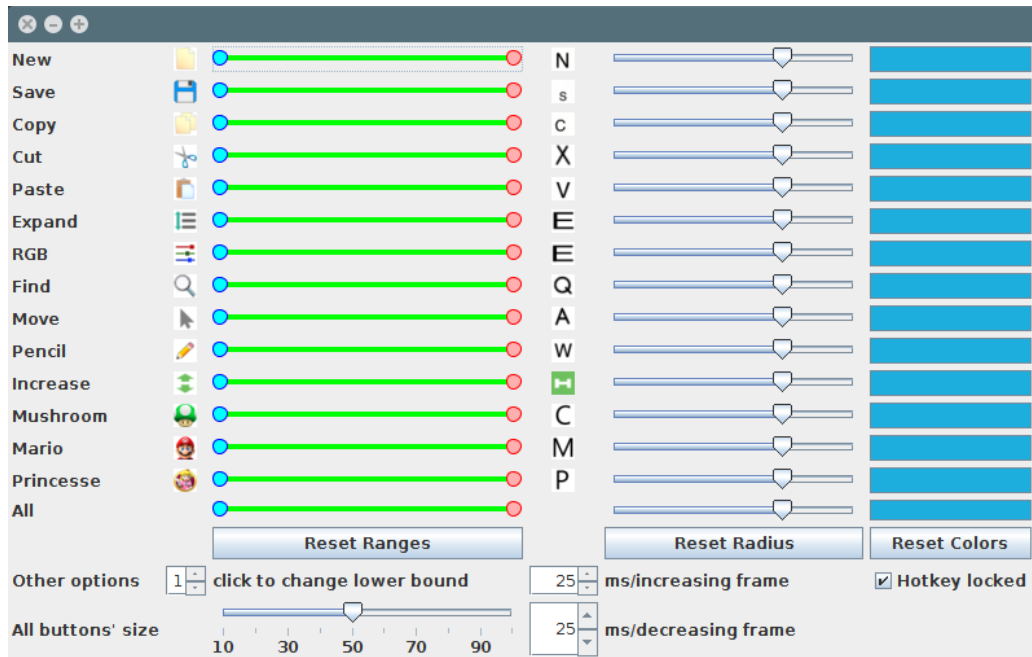 New N
Save s
Copy c
Cut X
Paste V
Expand E
RGB E
Find Q
Move A
Pencil W
Increase H
Mushroom C
Mario M
Princesse P
All
Reset Ranges Reset Radius Reset Colors
Other options 1 click to change lower bound 25 ms/increasing frame Hotkey locked
All buttons' size 25 ms/decreasing frame
10 30 50 70 90